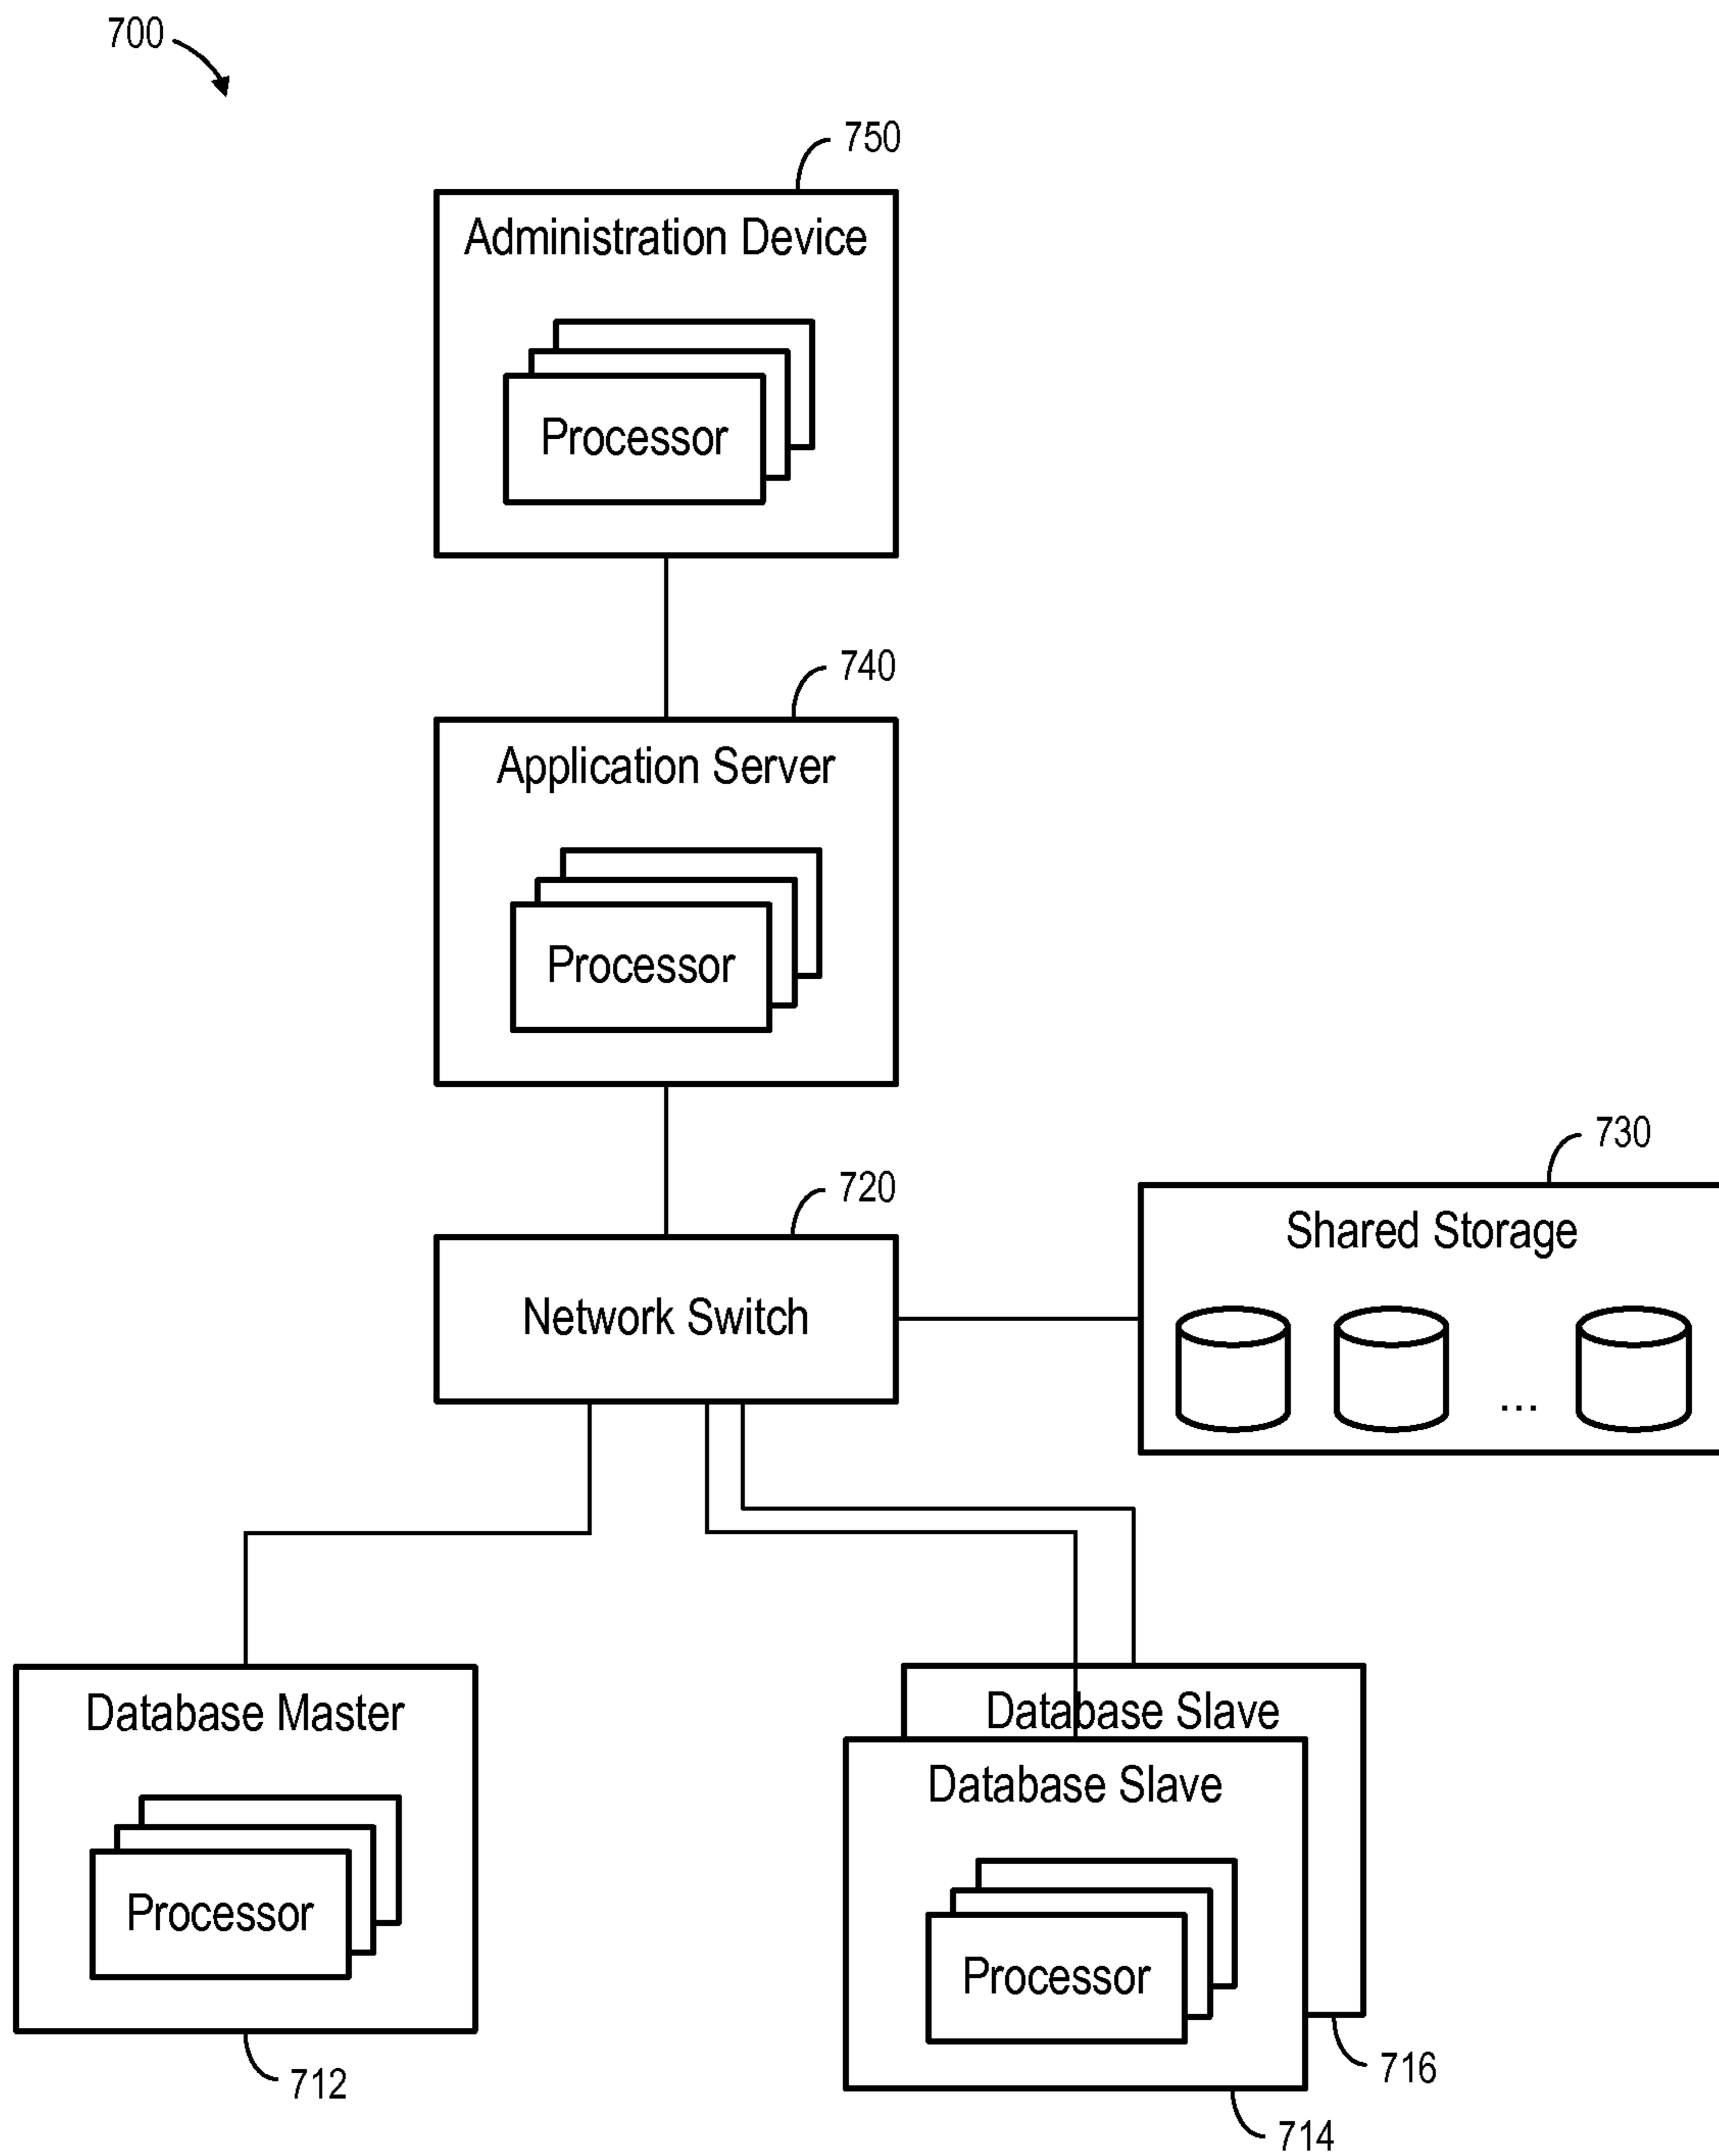 700
750
Administration Device
Processor
740
Application Server
Processor
730
720
Shared Storage
Network Switch
...
Database Master
Database Slave
Database Slave
Processor
Processor
712
716
714